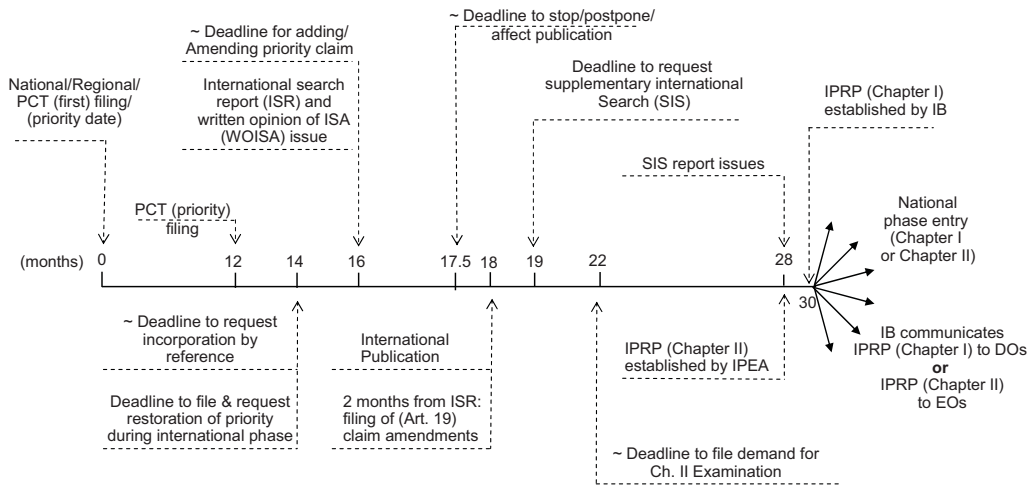 ~ Deadline to stop/postpone/
affect publication
~ Deadline for adding/
Amending priority claim
International search
report (ISR) and
written opinion of ISA
(WOISA) issue
National/Regional/
PCT (first) filing/
(priority date)
Deadline to request
supplementary international
Search (SIS)
IPRP (Chapter I)
established by IB
SIS report issues
PCT (priority)
filing
National
phase entry
(Chapter I
or Chapter II)
(months)
0
12
14
16
17.5
18
19
22
28
30
~ Deadline to request
incorporation by
reference
Deadline to file & request
restoration of priority
during international phase
International
Publication
2 months from ISR:
filing of (Art. 19)
claim amendments
IPRP (Chapter II)
established by IPEA
~ Deadline to file demand for
Ch. II Examination
IB communicates
IPRP (Chapter I) to DOs
or
IPRP (Chapter II)
to EOs